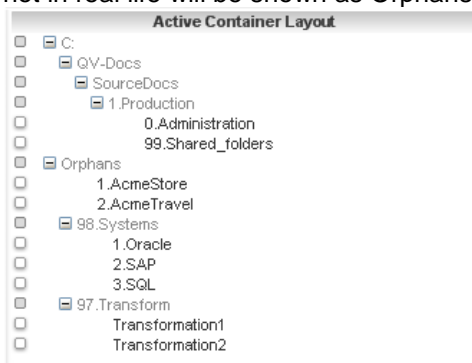 not in real life will be shown as Orphans
Active Container Layout
C:
QV-Docs
SourceDocs
1.Production
0.Administration
99.Shared_folders
Orphans
1.AcmeStore
2.AcmeTravel
98.Systems
1.Oracle
2.SAP
3.SQL
97.Transform
Transformation1
Transformation2